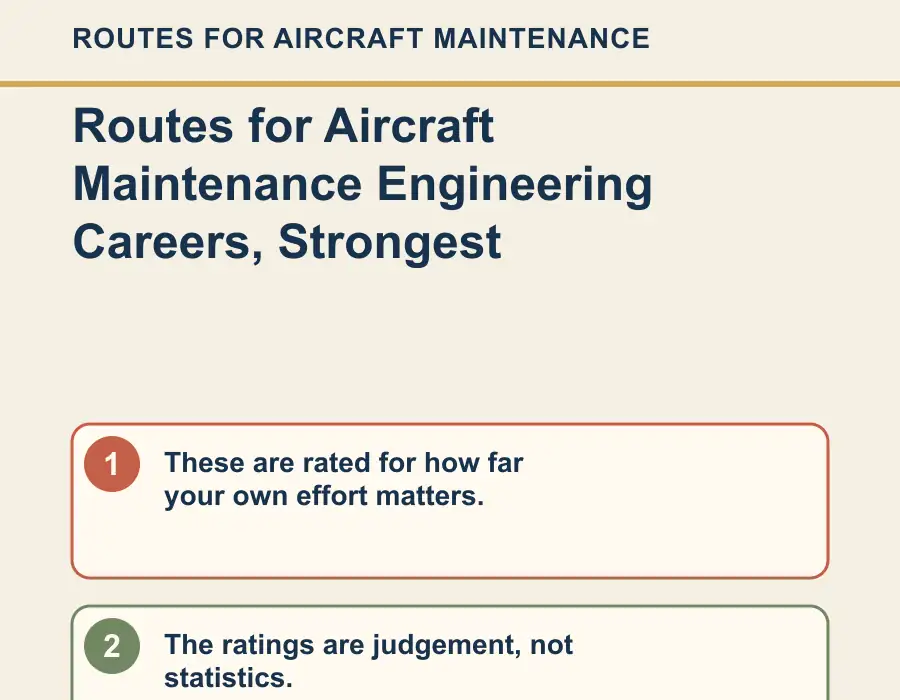 ROUTES FOR AIRCRAFT MAINTENANCE
Routes for Aircraft
Maintenance Engineering
Careers, Strongest
1
These are rated for how far
your own effort matters.
2
The ratings are judgement, not
statistics.